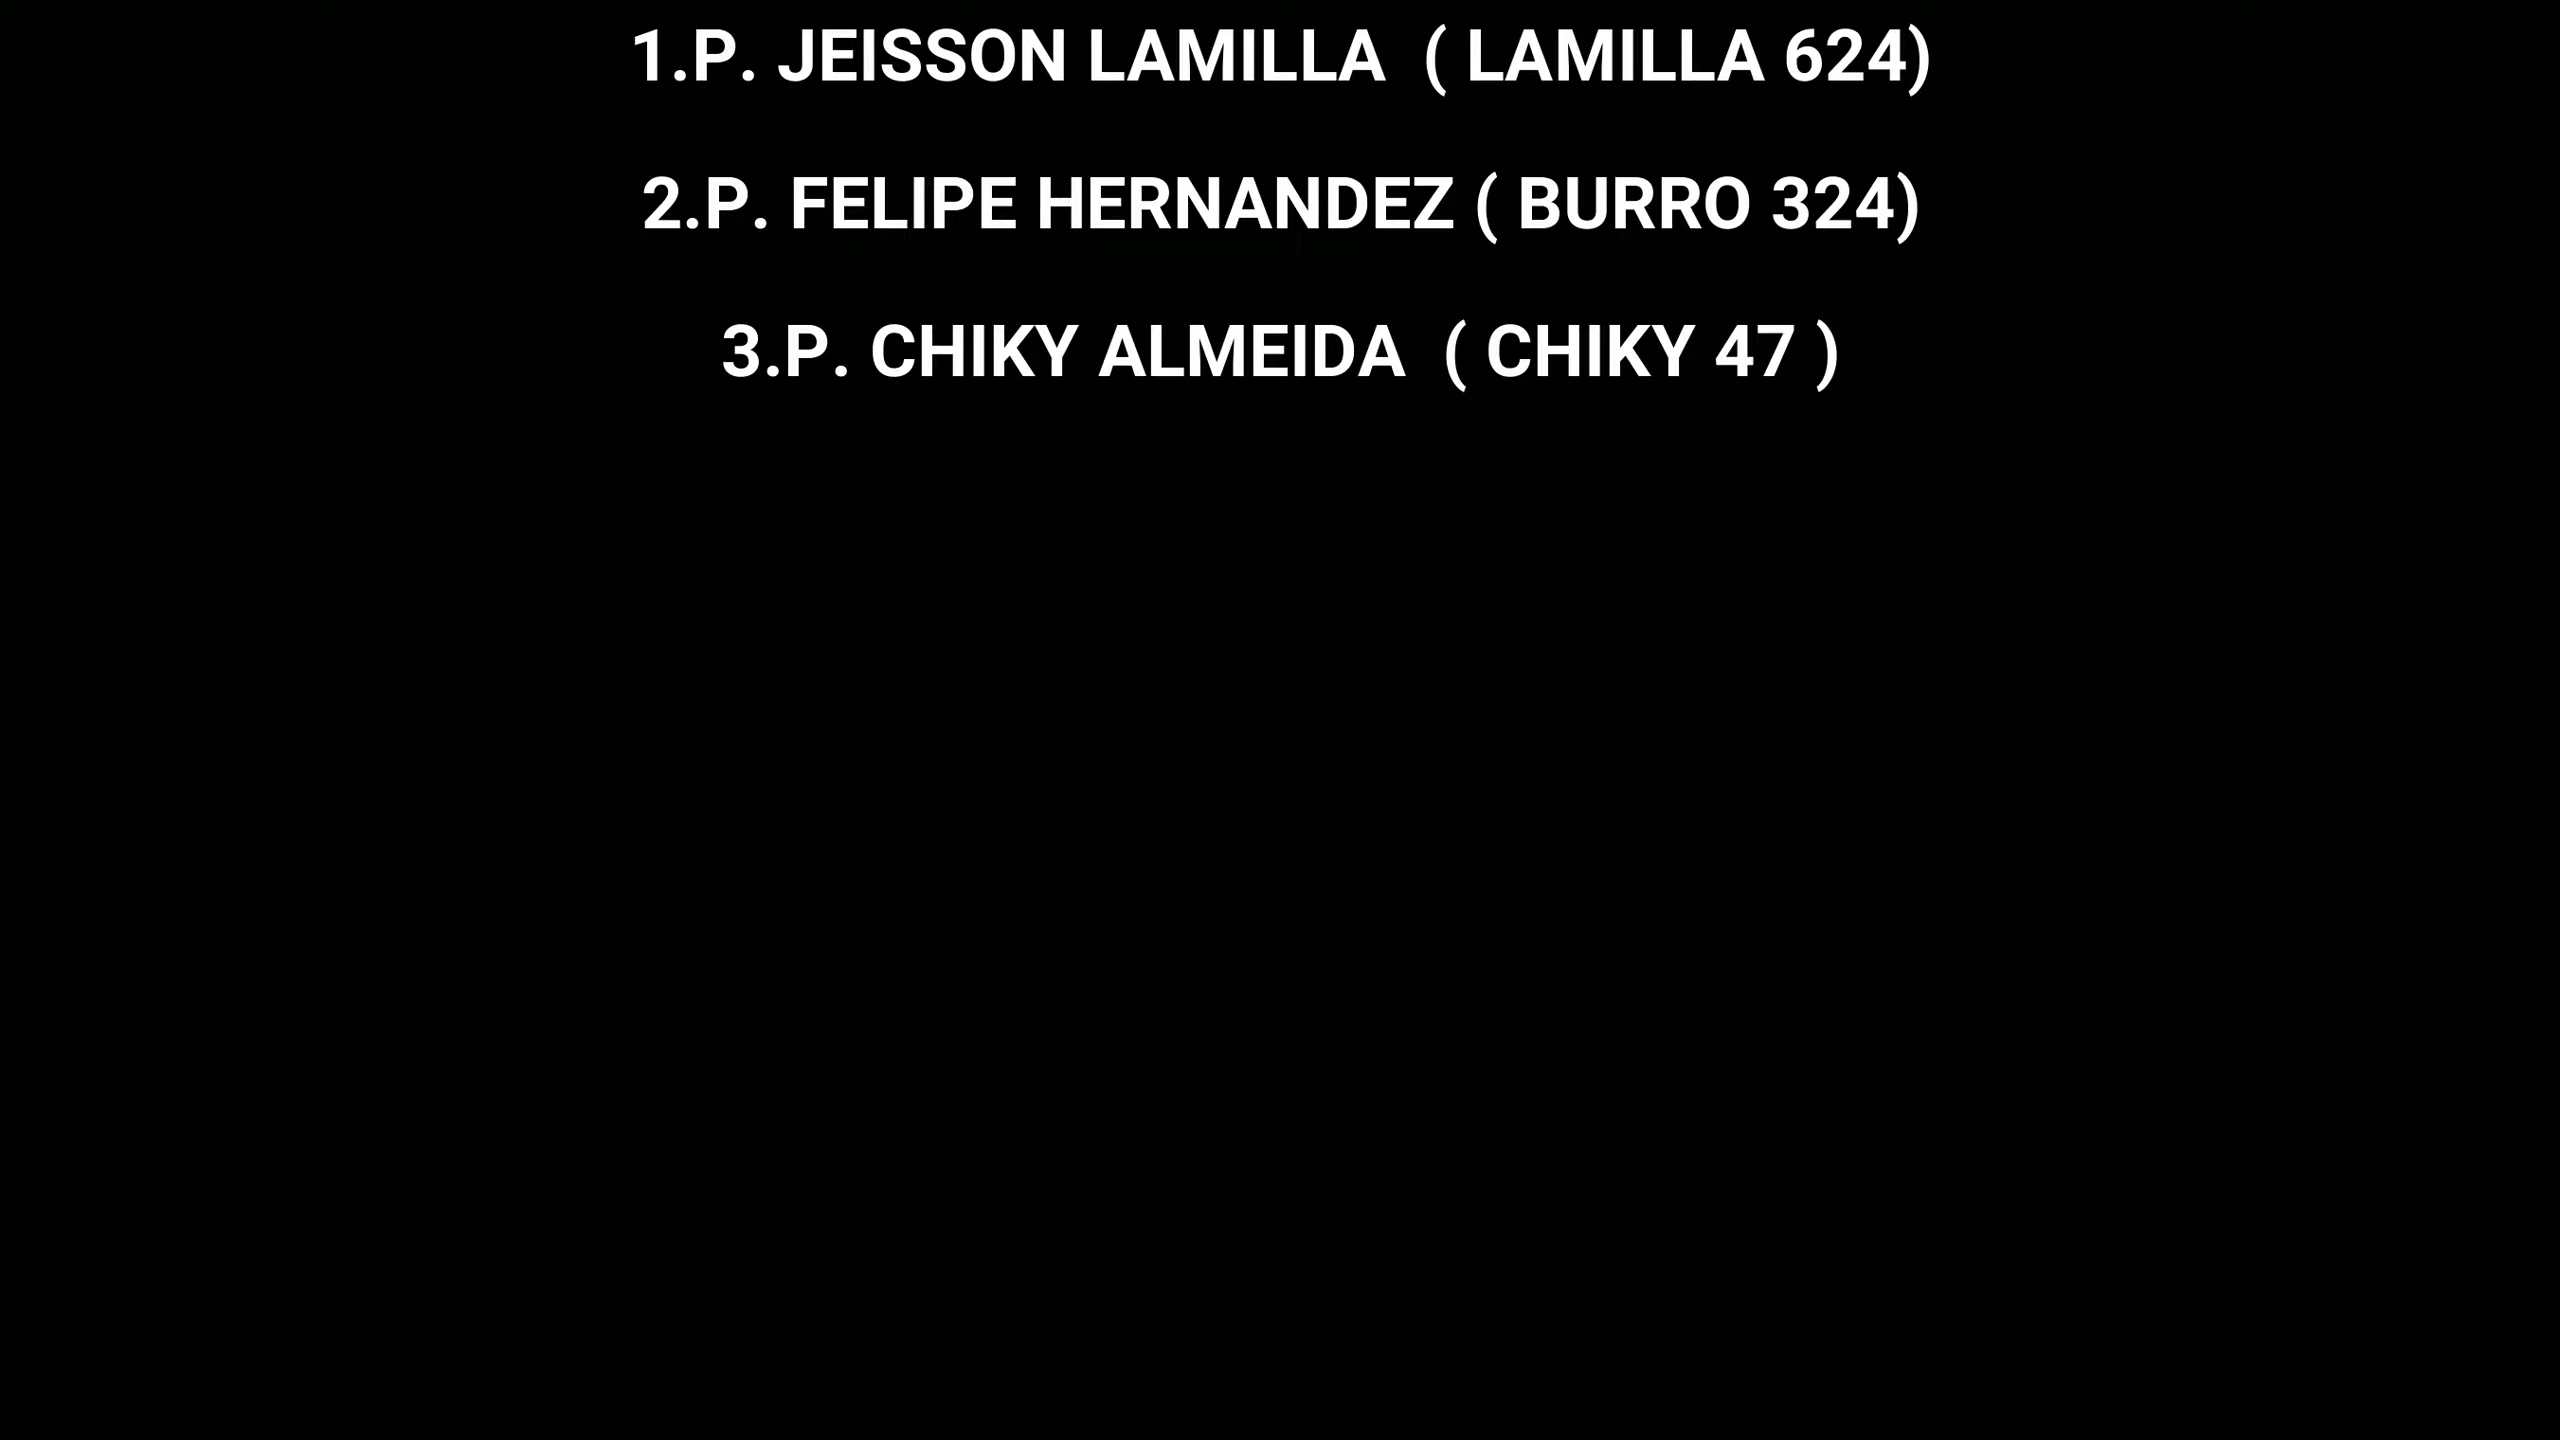 1.P. JEISSON LAMILLA  ( LAMILLA 624)
2.P. FELIPE HERNANDEZ ( BURRO 324)
3.P. CHIKY ALMEIDA  ( CHIKY 47 )